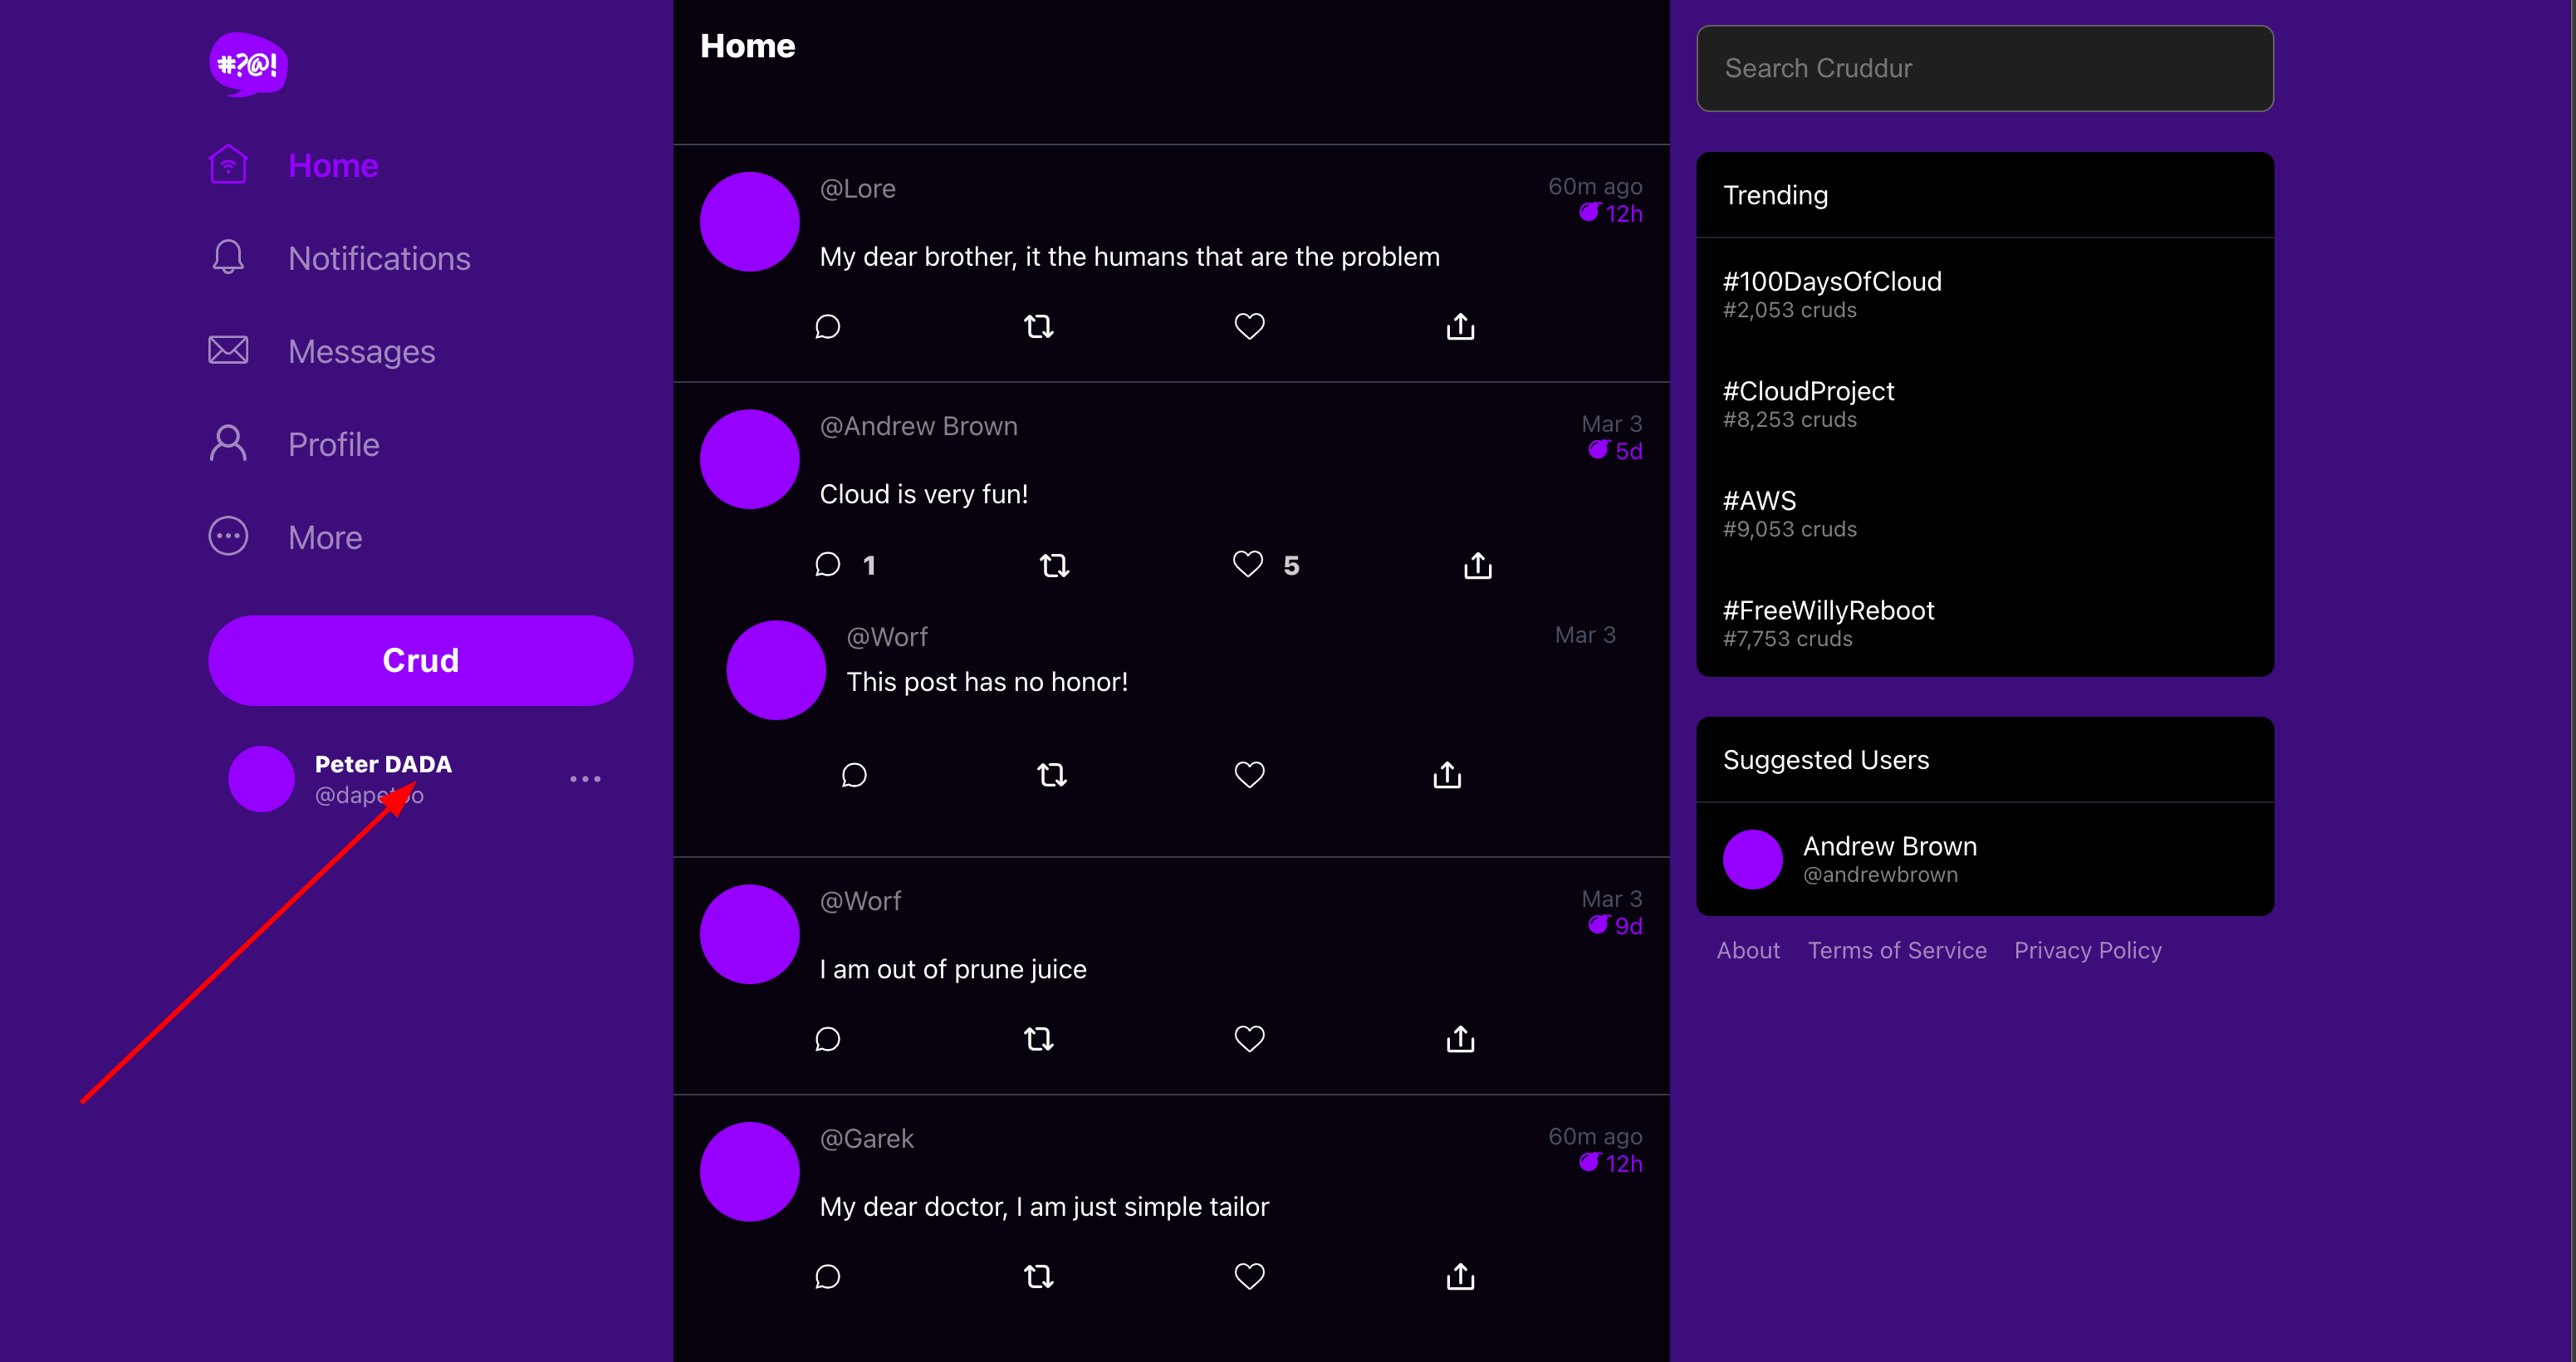 #?@!
Home
Notifications
Messages
Profile
More
Crud
Peter DADA
Home
@Lore
60m ago
12h
My dear brother, it the humans that are the problem
@Andrew Brown
Mar 3
5d
Cloud is very fun!
1
5
@Worf
Mar 3
This post has no honor!
@Worf
Mar 3
9d
I am out of prune juice
@Garek
60m ago
12h
My dear doctor, I am just simple tailor
Search Cruddur
Trending
#100DaysOfCloud
#2,053 cruds
#CloudProject
#8,253 cruds
#AWS
#9,053 cruds
#FreeWillyReboot
#7,753 cruds
Suggested Users
Andrew Brown
@andrewbrown
About Terms of Service Privacy Policy